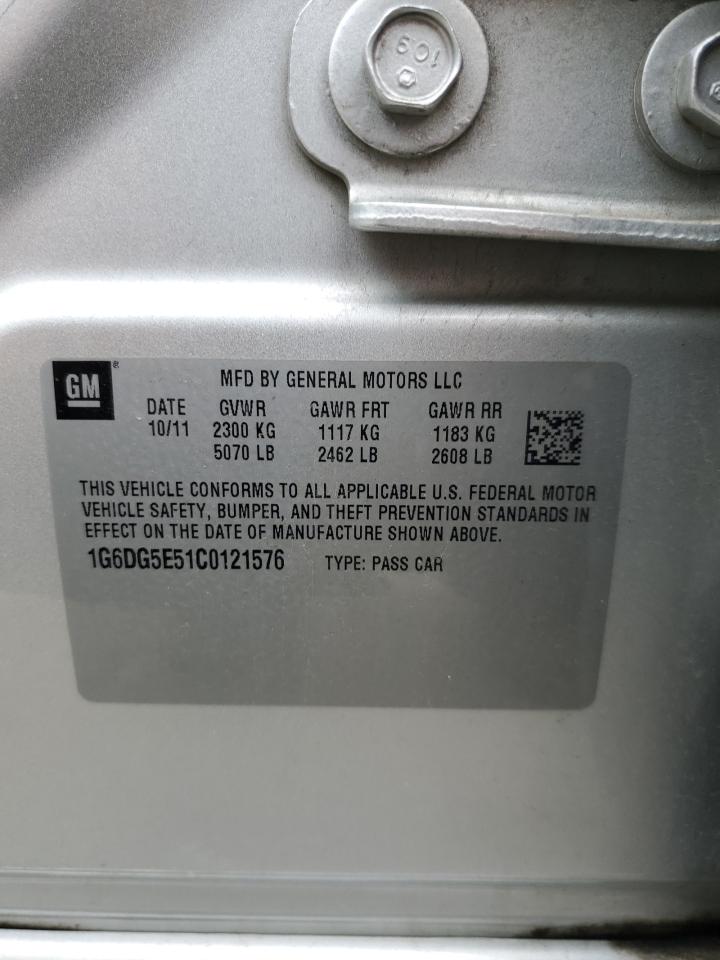 109
GM®
MFD BY GENERAL MOTORS LLC
DATE GVWR GAWR FRT GAWR RR
10/11 2300 KG 1117 KG 1183 KG
5070 LB 2462 LB 2608 LB
THIS VEHICLE CONFORMS TO ALL APPLICABLE U.S. FEDERAL MOTOR
VEHICLE SAFETY, BUMPER, AND THEFT PREVENTION STANDARDS IN
EFFECT ON THE DATE OF MANUFACTURE SHOWN ABOVE.
1G6DG5E51C0121576 TYPE: PASS CAR